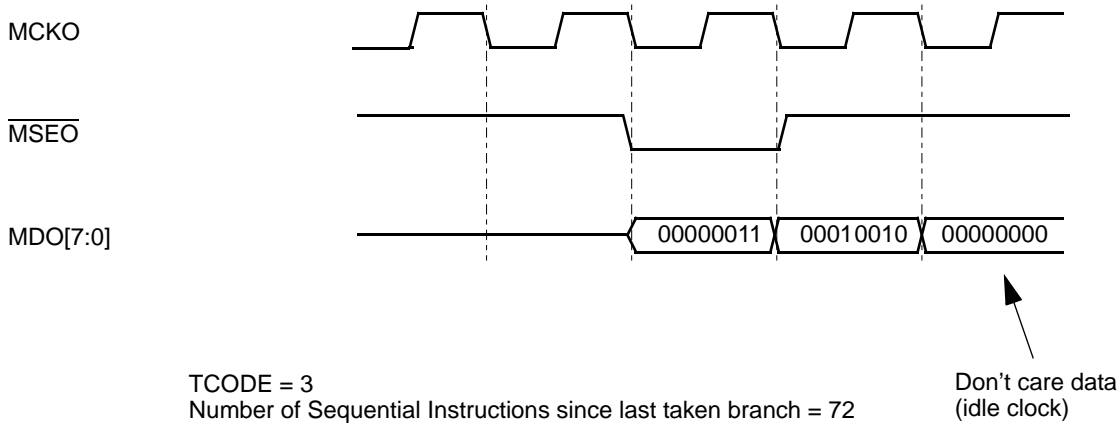 MCKO
MSEO
MDO[7:0]
00000011 00010010 00000000
TCODE = 3
Number of Sequential Instructions since last taken branch = 72
Don't care data
(idle clock)